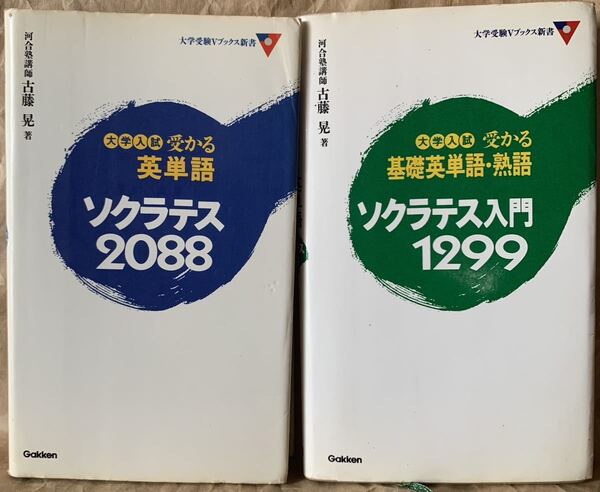 大学受験Vブックス新書
河合塾講師 古藤 晃 著
大学入試 受かる
英単語
ソクラテス
2088
Gakken
大学受験Vブックス新書
河合塾講師 古藤 晃 著
大学入試 受かる
基礎英単語・熟語
ソクラテス入門
1299
Gakken